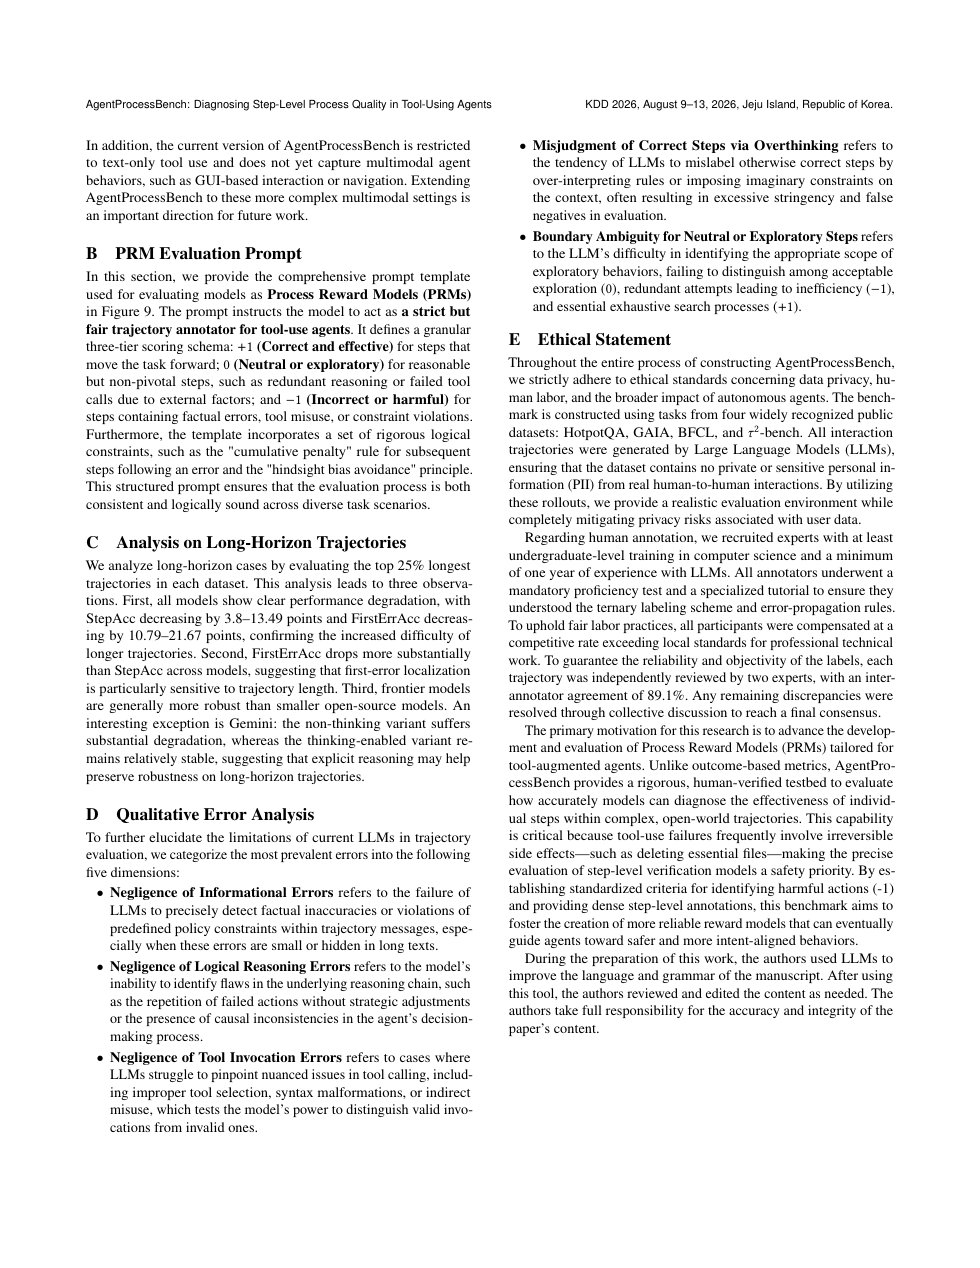 AgentProcessBench: Diagnosing Step-Level Process Quality in Tool-Using Agents
KDD 2026, August 9–13, 2026, Jeju Island, Republic of Korea.
In addition, the current version of AgentProcessBench is restricted
to text-only tool use and does not yet capture multimodal agent
behaviors, such as GUI-based interaction or navigation. Extending
AgentProcessBench to these more complex multimodal settings is
an important direction for future work.
B PRM Evaluation Prompt
In this section, we provide the comprehensive prompt template
used for evaluating models as Process Reward Models (PRMs)
in Figure 9. The prompt instructs the model to act as a strict but
fair trajectory annotator for tool-use agents. It defines a granular
three-tier scoring schema: +1 (Correct and effective) for steps that
move the task forward; 0 (Neutral or exploratory) for reasonable
but non-pivotal steps, such as redundant reasoning or failed tool
calls due to external factors; and −1 (Incorrect or harmful) for
steps containing factual errors, tool misuse, or constraint violations.
Furthermore, the template incorporates a set of rigorous logical
constraints, such as the "cumulative penalty" rule for subsequent
steps following an error and the "hindsight bias avoidance" principle.
This structured prompt ensures that the evaluation process is both
consistent and logically sound across diverse task scenarios.
C Analysis on Long-Horizon Trajectories
We analyze long-horizon cases by evaluating the top 25% longest
trajectories in each dataset. This analysis leads to three observa-
tions. First, all models show clear performance degradation, with
StepAcc decreasing by 3.8–13.49 points and FirstErrAcc decreas-
ing by 10.79–21.67 points, confirming the increased difficulty of
longer trajectories. Second, FirstErrAcc drops more substantially
than StepAcc across models, suggesting that first-error localization
is particularly sensitive to trajectory length. Third, frontier models
are generally more robust than smaller open-source models. An
interesting exception is Gemini: the non-thinking variant suffers
substantial degradation, whereas the thinking-enabled variant re-
mains relatively stable, suggesting that explicit reasoning may help
preserve robustness on long-horizon trajectories.
D Qualitative Error Analysis
To further elucidate the limitations of current LLMs in trajectory
evaluation, we categorize the most prevalent errors into the following
five dimensions:
• Negligence of Informational Errors refers to the failure of
LLMs to precisely detect factual inaccuracies or violations of
predefined policy constraints within trajectory messages, espe-
cially when these errors are small or hidden in long texts.
• Negligence of Logical Reasoning Errors refers to the model's
inability to identify flaws in the underlying reasoning chain, such
as the repetition of failed actions without strategic adjustments
or the presence of causal inconsistencies in the agent's decision-
making process.
• Negligence of Tool Invocation Errors refers to cases where
LLMs struggle to pinpoint nuanced issues in tool calling, includ-
ing improper tool selection, syntax malformations, or indirect
misuse, which tests the model's power to distinguish valid invo-
cations from invalid ones.
• Misjudgment of Correct Steps via Overthinking refers to
the tendency of LLMs to mislabel otherwise correct steps by
over-interpreting rules or imposing imaginary constraints on
the context, often resulting in excessive stringency and false
negatives in evaluation.
• Boundary Ambiguity for Neutral or Exploratory Steps refers
to the LLM's difficulty in identifying the appropriate scope of
exploratory behaviors, failing to distinguish among acceptable
exploration (0), redundant attempts leading to inefficiency (−1),
and essential exhaustive search processes (+1).
E Ethical Statement
Throughout the entire process of constructing AgentProcessBench,
we strictly adhere to ethical standards concerning data privacy, hu-
man labor, and the broader impact of autonomous agents. The bench-
mark is constructed using tasks from four widely recognized public
datasets: HotpotQA, GAIA, BFCL, and τ²-bench. All interaction
trajectories were generated by Large Language Models (LLMs),
ensuring that the dataset contains no private or sensitive personal in-
formation (PII) from real human-to-human interactions. By utilizing
these rollouts, we provide a realistic evaluation environment while
completely mitigating privacy risks associated with user data.
Regarding human annotation, we recruited experts with at least
undergraduate-level training in computer science and a minimum
of one year of experience with LLMs. All annotators underwent a
mandatory proficiency test and a specialized tutorial to ensure they
understood the ternary labeling scheme and error-propagation rules.
To uphold fair labor practices, all participants were compensated at a
competitive rate exceeding local standards for professional technical
work. To guarantee the reliability and objectivity of the labels, each
trajectory was independently reviewed by two experts, with an inter-
annotator agreement of 89.1%. Any remaining discrepancies were
resolved through collective discussion to reach a final consensus.
The primary motivation for this research is to advance the develop-
ment and evaluation of Process Reward Models (PRMs) tailored for
tool-augmented agents. Unlike outcome-based metrics, AgentPro-
cessBench provides a rigorous, human-verified testbed to evaluate
how accurately models can diagnose the effectiveness of individ-
ual steps within complex, open-world trajectories. This capability
is critical because tool-use failures frequently involve irreversible
side effects—such as deleting essential files—making the precise
evaluation of step-level verification models a safety priority. By es-
tablishing standardized criteria for identifying harmful actions (-1)
and providing dense step-level annotations, this benchmark aims to
foster the creation of more reliable reward models that can eventually
guide agents toward safer and more intent-aligned behaviors.
During the preparation of this work, the authors used LLMs to
improve the language and grammar of the manuscript. After using
this tool, the authors reviewed and edited the content as needed. The
authors take full responsibility for the accuracy and integrity of the
paper's content.